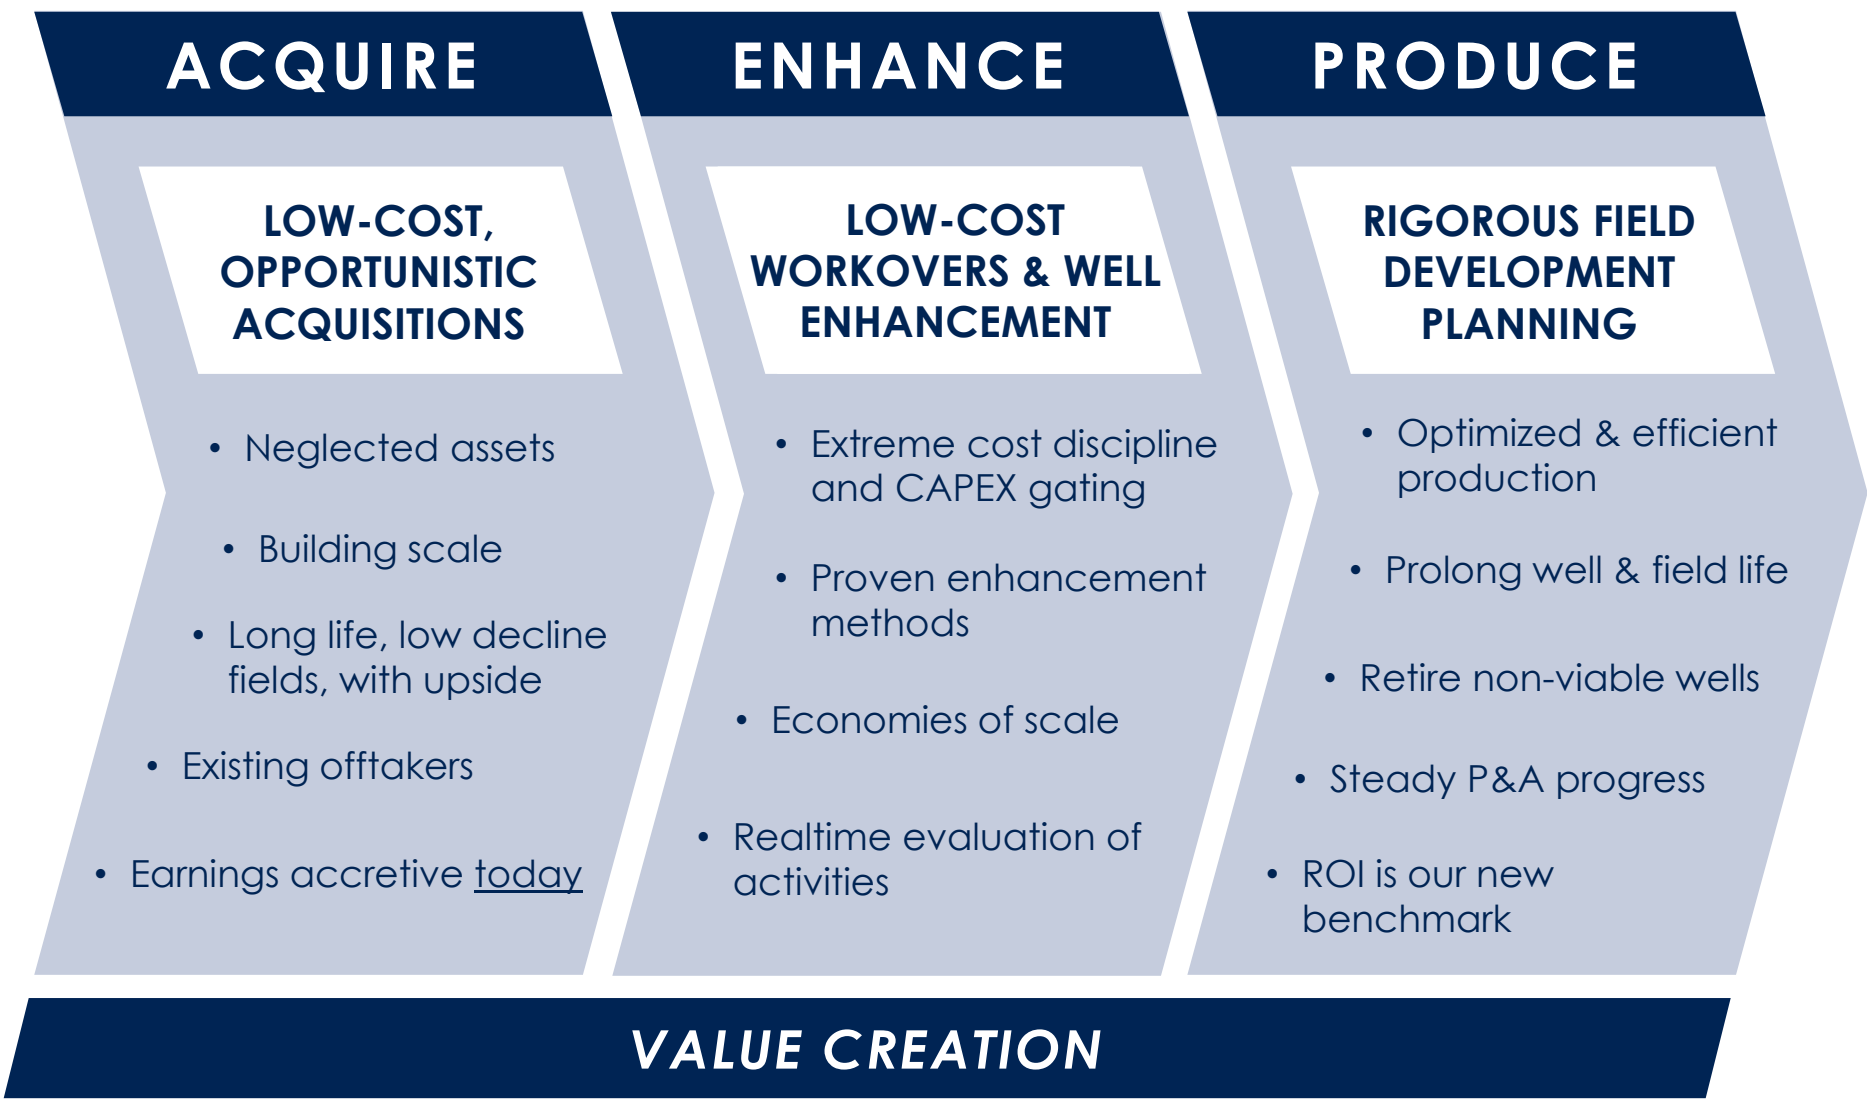 ACQUIRE
LOW-COST,
OPPORTUNISTIC
ACQUISITIONS
• Neglected assets
• Building scale
• Long life, low decline
fields, with upside
• Existing offtakers
• Earnings accretive today
ENHANCE
LOW-COST
WORKOVERS & WELL
ENHANCEMENT
• Extreme cost discipline
and CAPEX gating
• Proven enhancement
methods
• Economies of scale
• Realtime evaluation of
activities
PRODUCE
RIGOROUS FIELD
DEVELOPMENT
PLANNING
• Optimized & efficient
production
• Prolong well & field life
• Retire non-viable wells
• Steady P&A progress
• ROI is our new
benchmark
VALUE CREATION